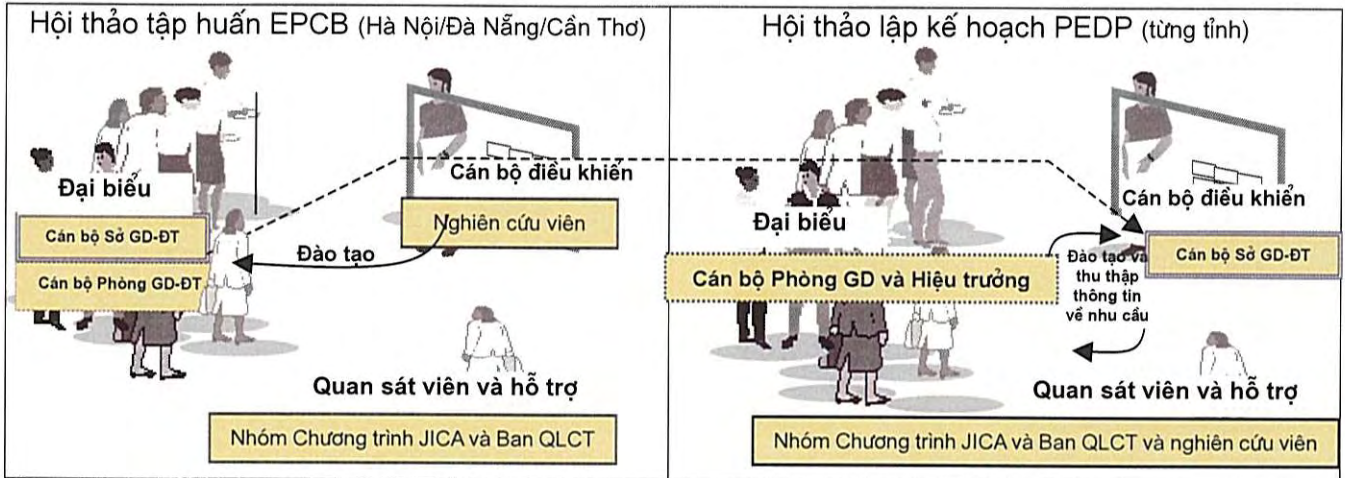 Hội thảo tập huấn EPCB (Hà Nội/Đà Nẵng/Cần Thơ)
Đại biểu
Cán bộ Sở GD-ĐT
Cán bộ Phòng GD-ĐT
Đào tạo
Cán bộ điều khiển
Nghiên cứu viên
Quan sát viên và hỗ trợ
Nhóm Chương trình JICA và Ban QLCT
Hội thảo lập kế hoạch PEDP (từng tỉnh)
Đại biểu
Cán bộ Phòng GD và Hiệu trưởng
Cán bộ điều khiển
Cán bộ Sở GD-ĐT
Đào tạo và
thu thập
thông tin
về nhu cầu
Quan sát viên và hỗ trợ
Nhóm Chương trình JICA và Ban QLCT và nghiên cứu viên